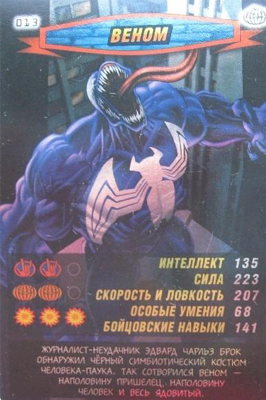 013
ВЕНОМ
ИНТЕЛЛЕКТ 135
СИЛА 223
СКОРОСТЬ И ЛОВКОСТЬ 207
ОСОБЫЕ УМЕНИЯ 68
БОЙЦОВСКИЕ НАВЫКИ 141
ЖУРНАЛИСТ-НЕУДАЧНИК ЭДВАРД ЧАРЛЬЗ БРОК
ОБНАРУЖИЛ ЧЁРНЫЙ СИМБИОТИЧЕСКИЙ КОСТЮМ
ЧЕЛОВЕКА-ПАУКА. ТАК СОТВОРИЛСЯ ВЕНОМ -
НАПОЛОВИНУ ПРИШЕЛЕЦ, НАПОЛОВИНУ
ЧЕЛОВЕК И ВЕСЬ ЯДОВИТЫЙ.